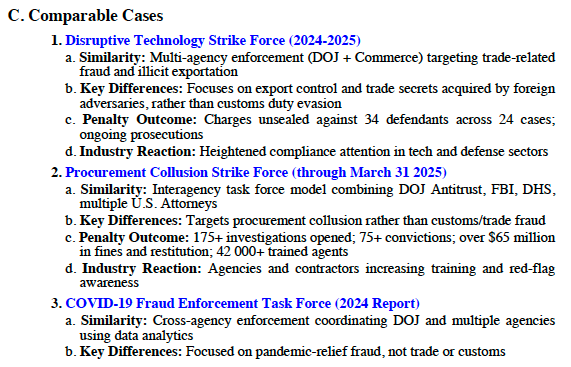 C. Comparable Cases
1. Disruptive Technology Strike Force (2024-2025)
a. Similarity: Multi-agency enforcement (DOJ + Commerce) targeting trade-related
fraud and illicit exportation
b. Key Differences: Focuses on export control and trade secrets acquired by foreign
adversaries, rather than customs duty evasion
c. Penalty Outcome: Charges unsealed against 34 defendants across 24 cases;
ongoing prosecutions
d. Industry Reaction: Heightened compliance attention in tech and defense sectors
2. Procurement Collusion Strike Force (through March 31 2025)
a. Similarity: Interagency task force model combining DOJ Antitrust, FBI, DHS,
multiple U.S. Attorneys
b. Key Differences: Targets procurement collusion rather than customs/trade fraud
c. Penalty Outcome: 175+ investigations opened; 75+ convictions; over $65 million
in fines and restitution; 42 000+ trained agents
d. Industry Reaction: Agencies and contractors increasing training and red-flag
awareness
3. COVID-19 Fraud Enforcement Task Force (2024 Report)
a. Similarity: Cross-agency enforcement coordinating DOJ and multiple agencies
using data analytics
b. Key Differences: Focused on pandemic-relief fraud, not trade or customs